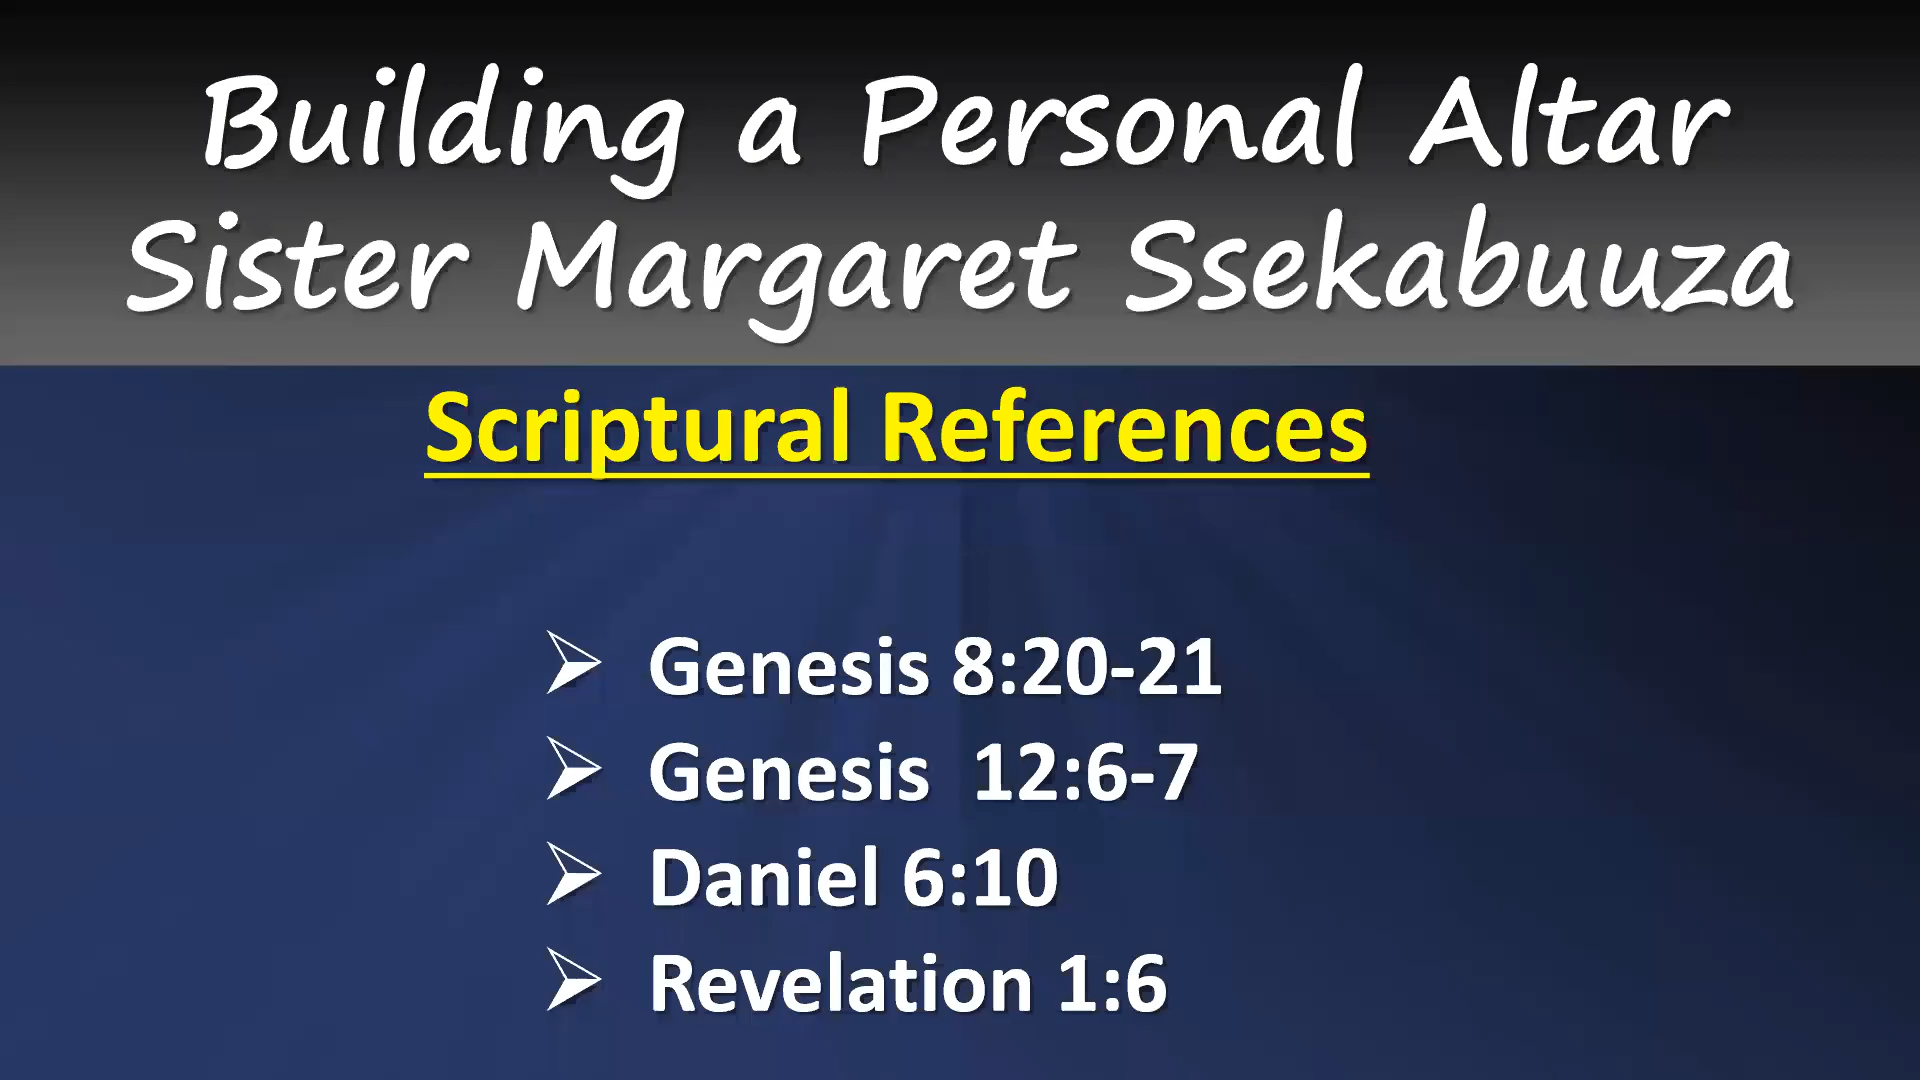 Building a Personal Altar
Sister Margaret Ssekabuuza
Scriptural References
➢ Genesis 8:20-21
➢ Genesis  12:6-7
➢ Daniel 6:10
➢ Revelation 1:6